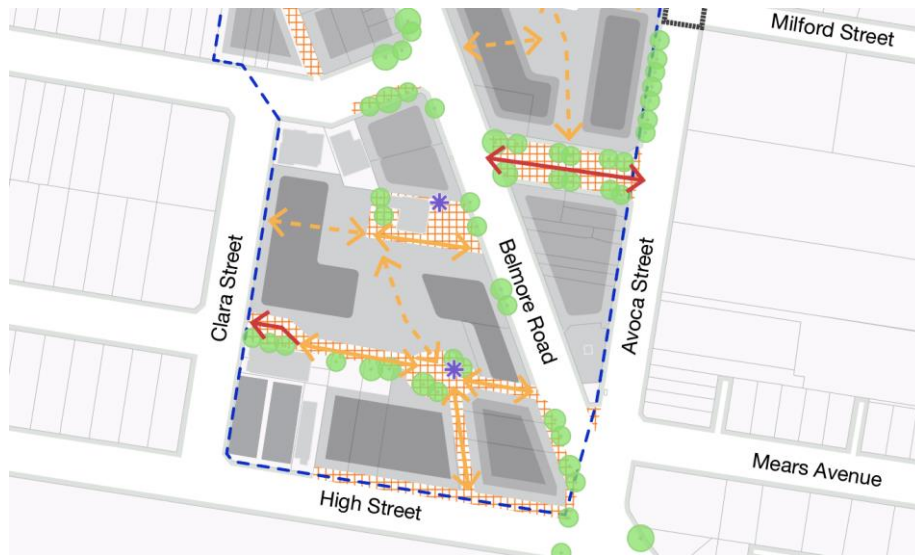 Milford Street
Clara Street
Belmore Road
Avoca Street
Mears Avenue
High Street